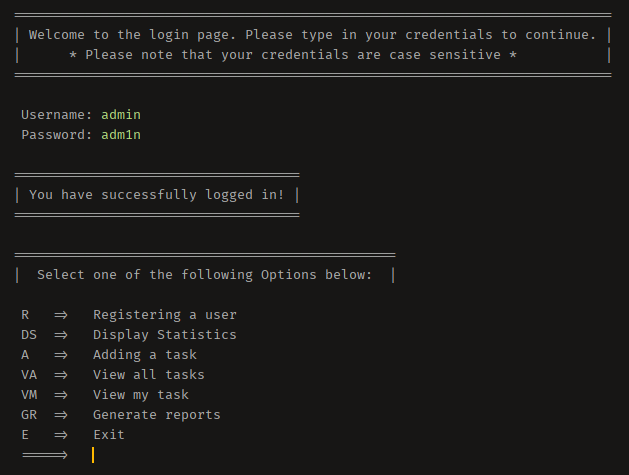 ===========================================================================
| Welcome to the login page. Please type in your credentials to continue. |
|      * Please note that your credentials are case sensitive *           |
===========================================================================
Username: admin
Password: adm1n
====================================
| You have successfully logged in! |
====================================
================================================
|  Select one of the following Options below:  |
R   =>   Registering a user
DS  =>   Display Statistics
A   =>   Adding a task
VA  =>   View all tasks
VM  =>   View my task
GR  =>   Generate reports
E   =>   Exit
=====>